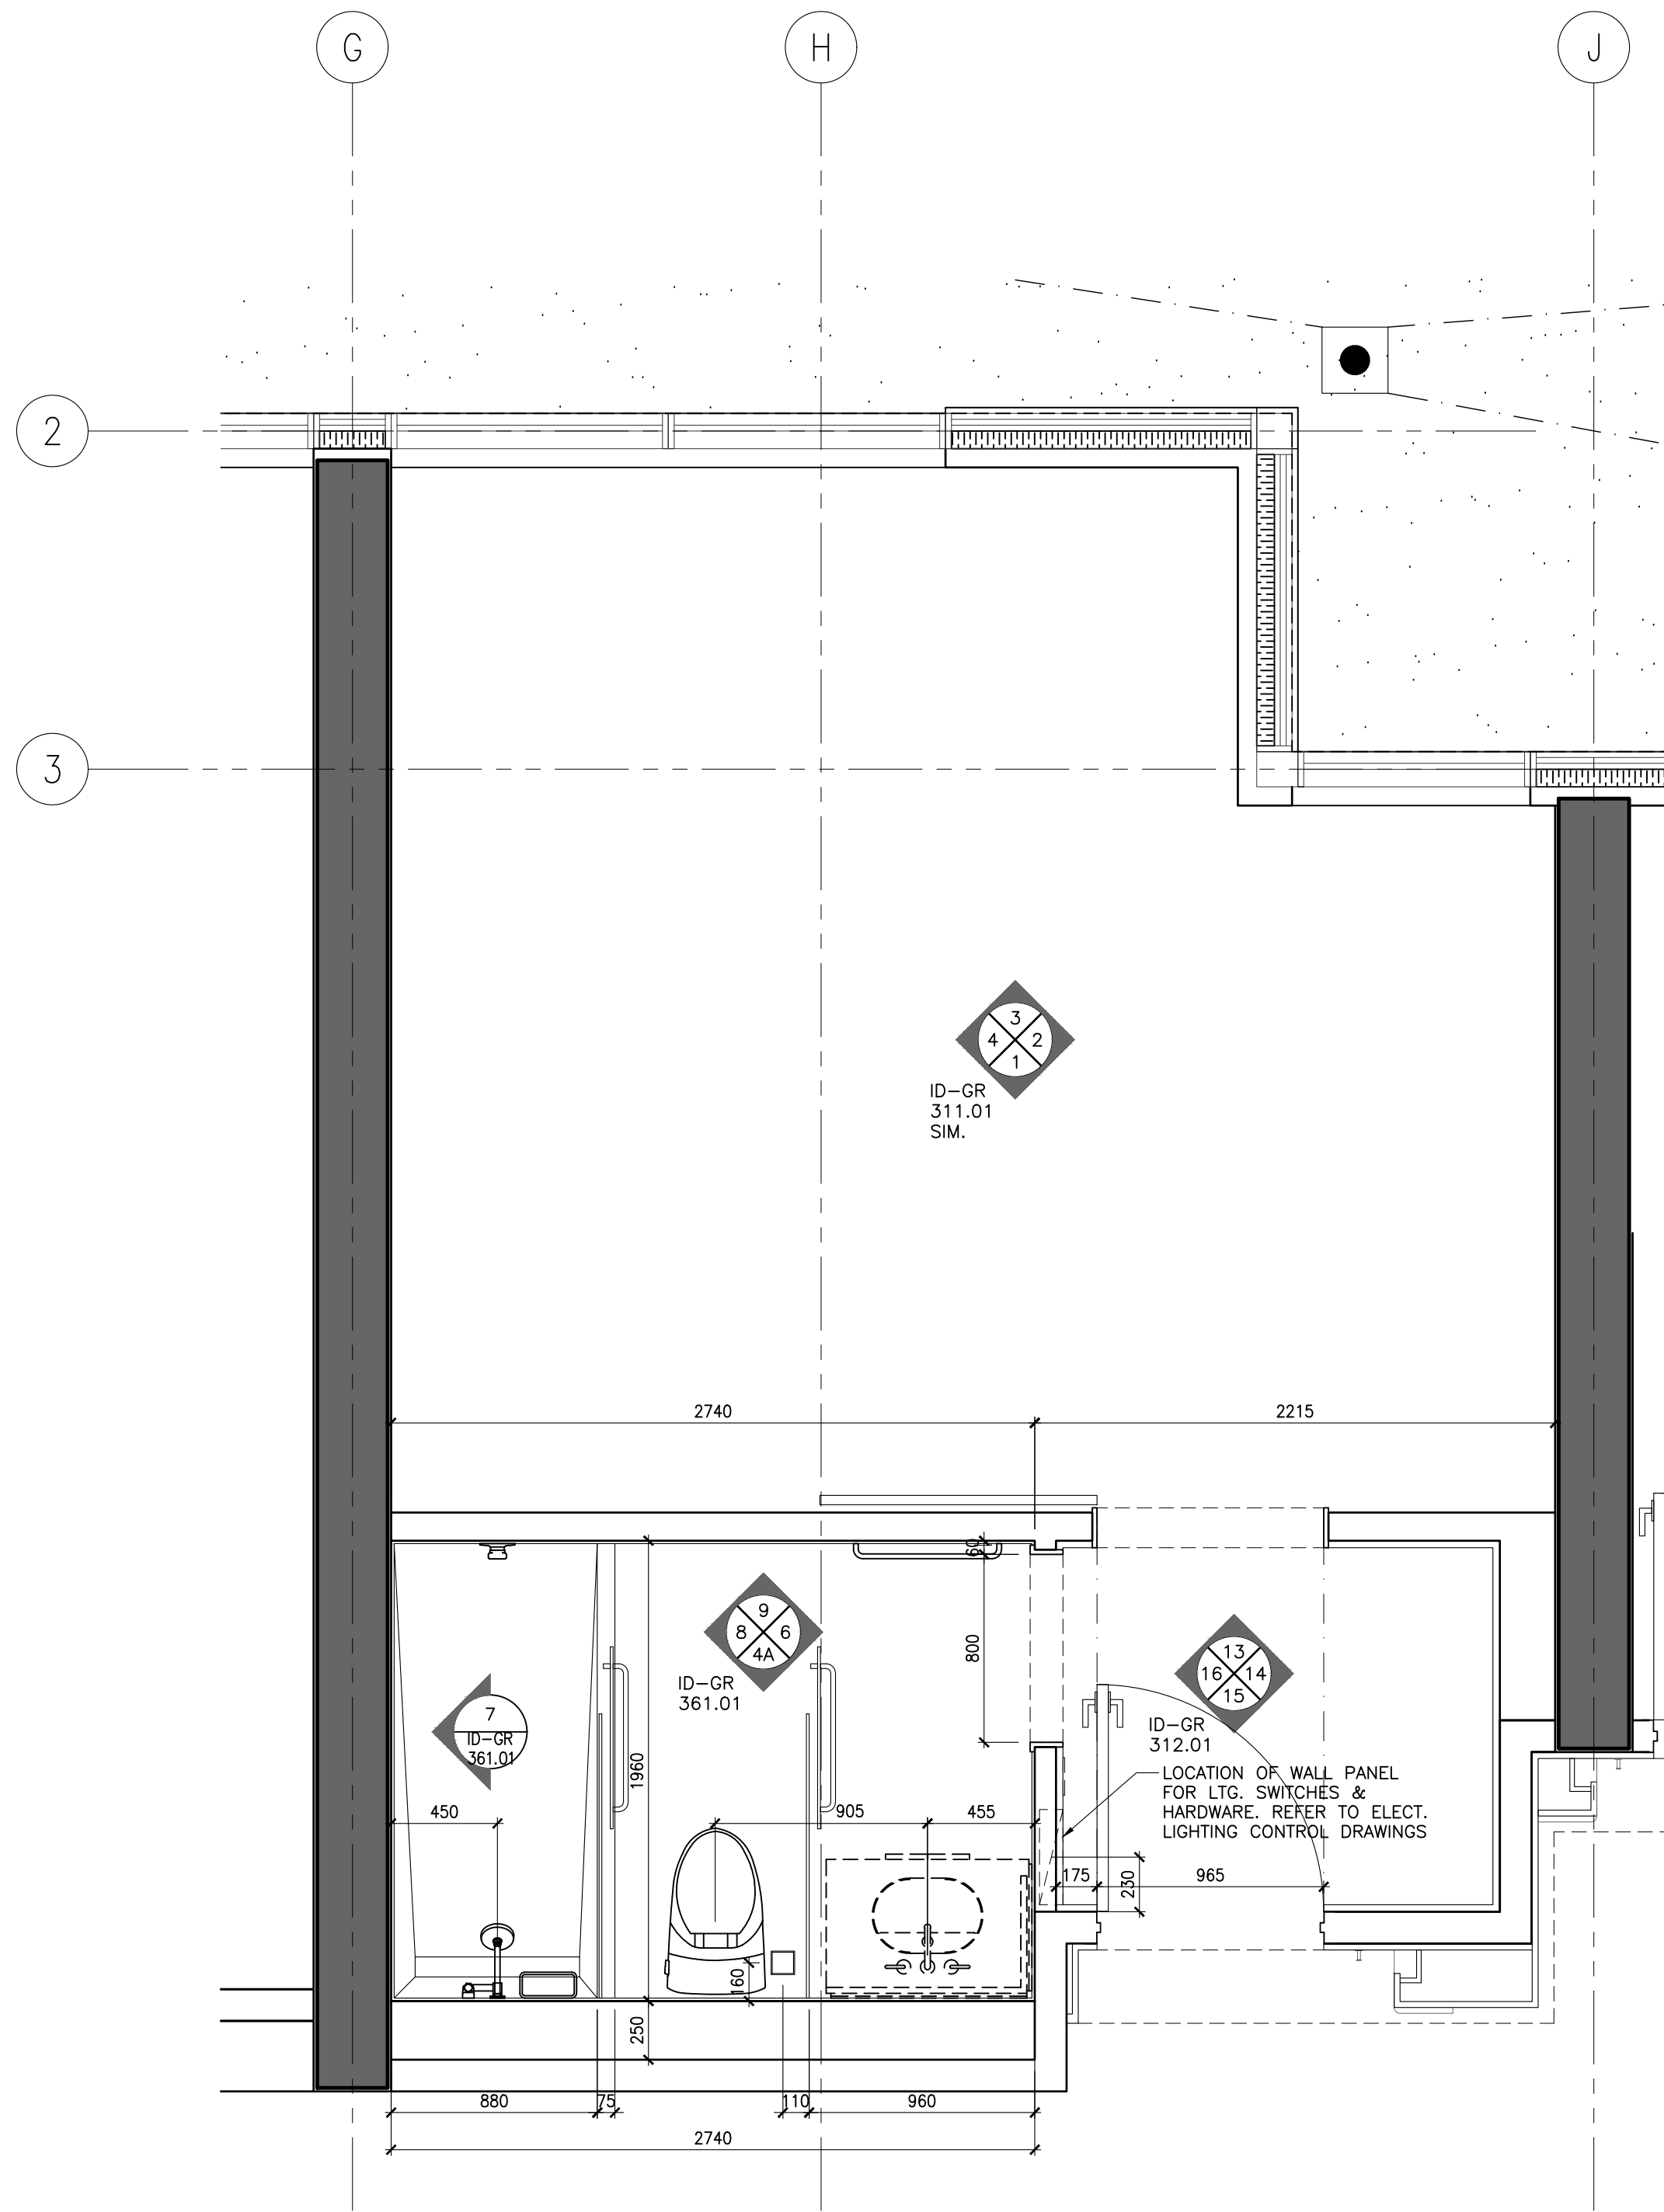 G
H
J
2
3
3
4
2
1
ID-GR
311.01
SIM.
2740
2215
60
9
8
6
4A
ID-GR
361.01
800
13
16
14
15
7
ID-GR
361.01
1960
ID-GR
312.01
LOCATION OF WALL PANEL
FOR LTG. SWITCHES &
HARDWARE. REFER TO ELECT.
LIGHTING CONTROL DRAWINGS
450
905
455
175
230
965
160
250
880
75
110
960
2740